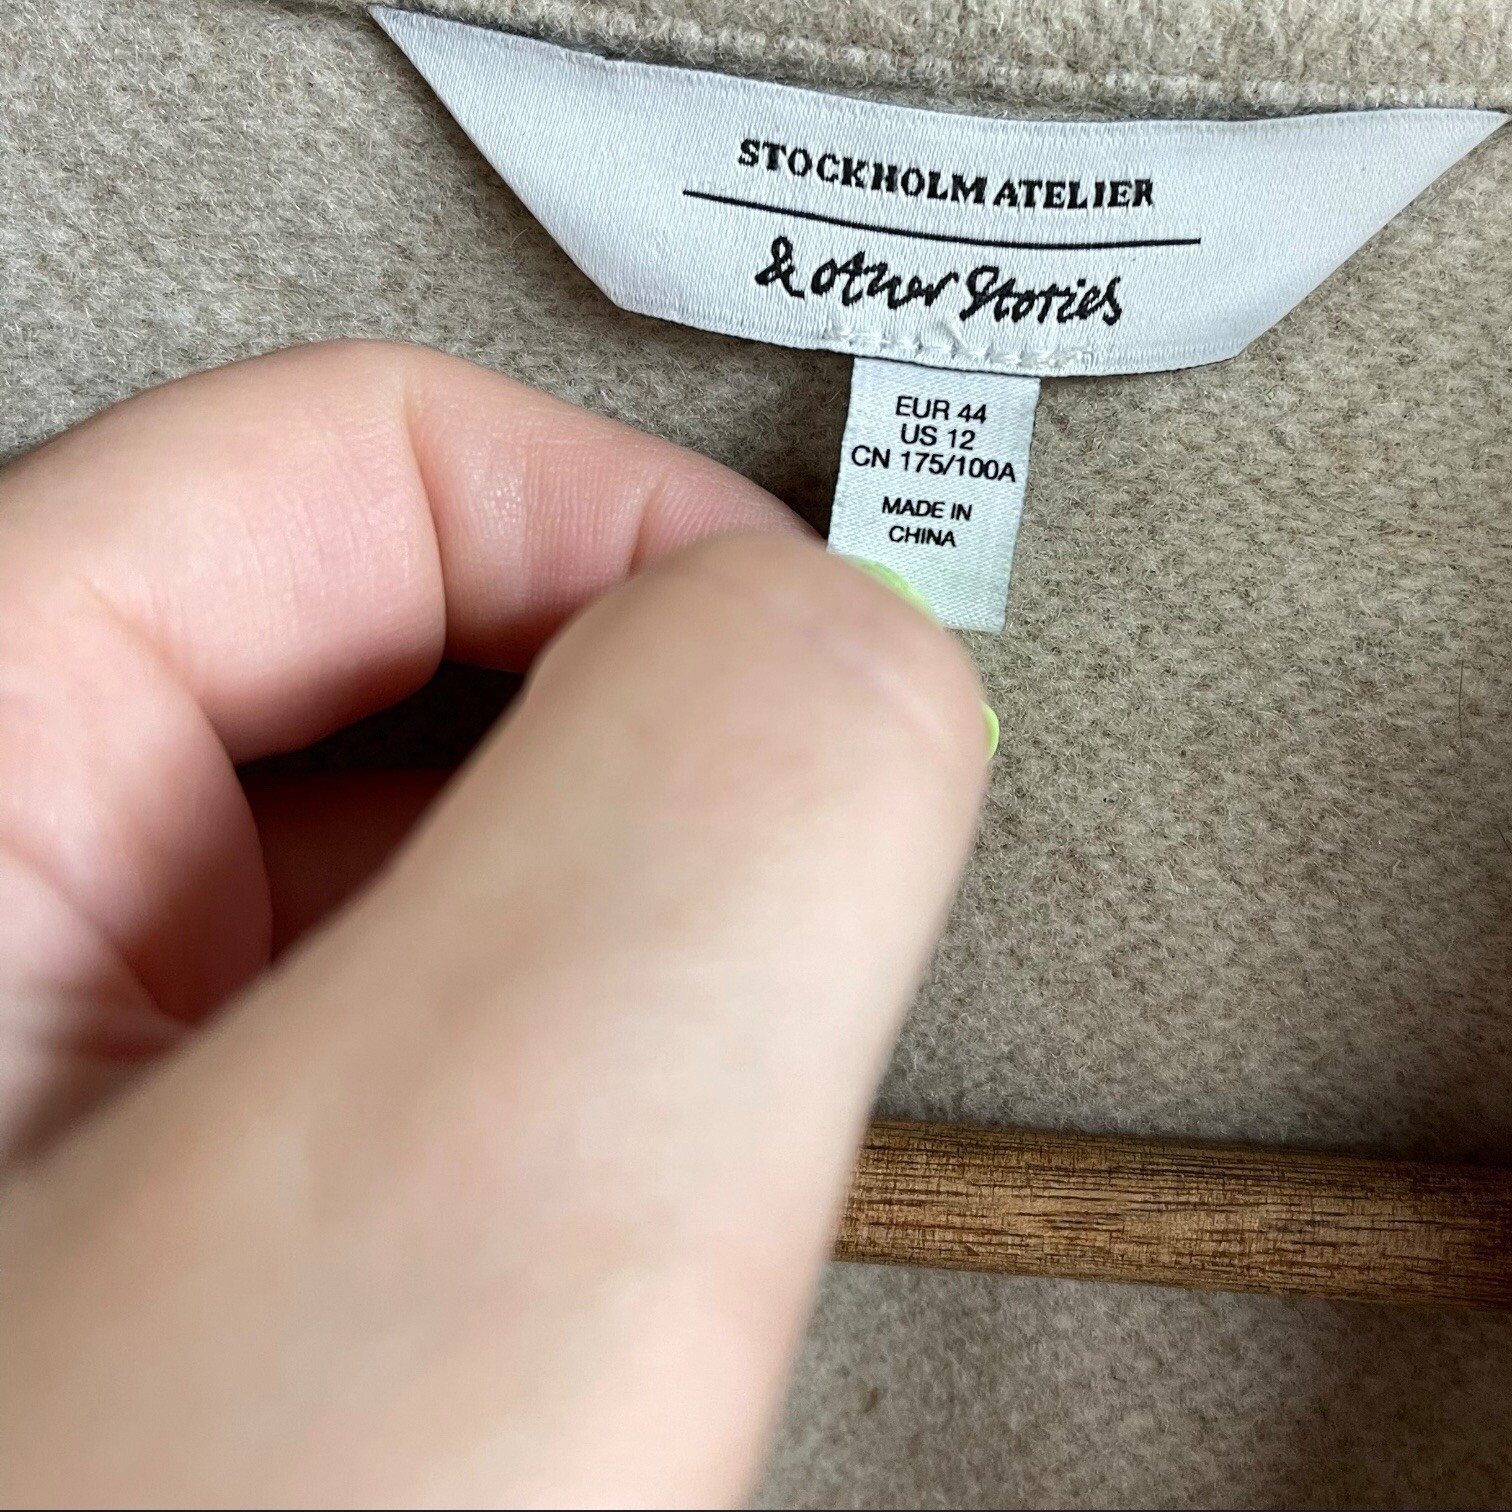 STOCKHOLM ATELIER
& other Stories
EUR 44
US 12
CN 175/100A
MADE IN
CHINA